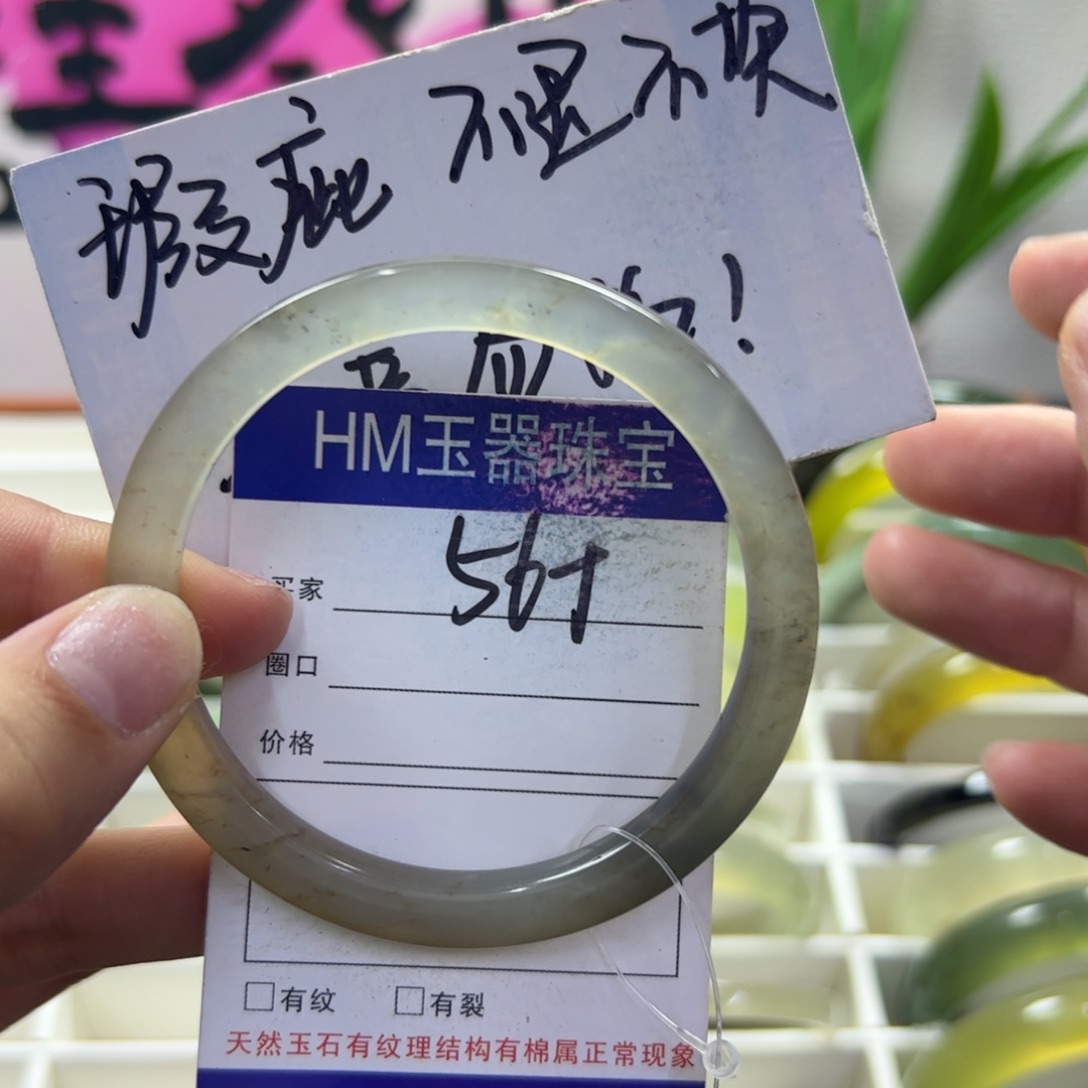 瑕疵 不退不换
HM玉器珠宝
56+
买家
圈口
价格
□有纹 □有裂
天然玉石有纹理结构有棉属正常现象